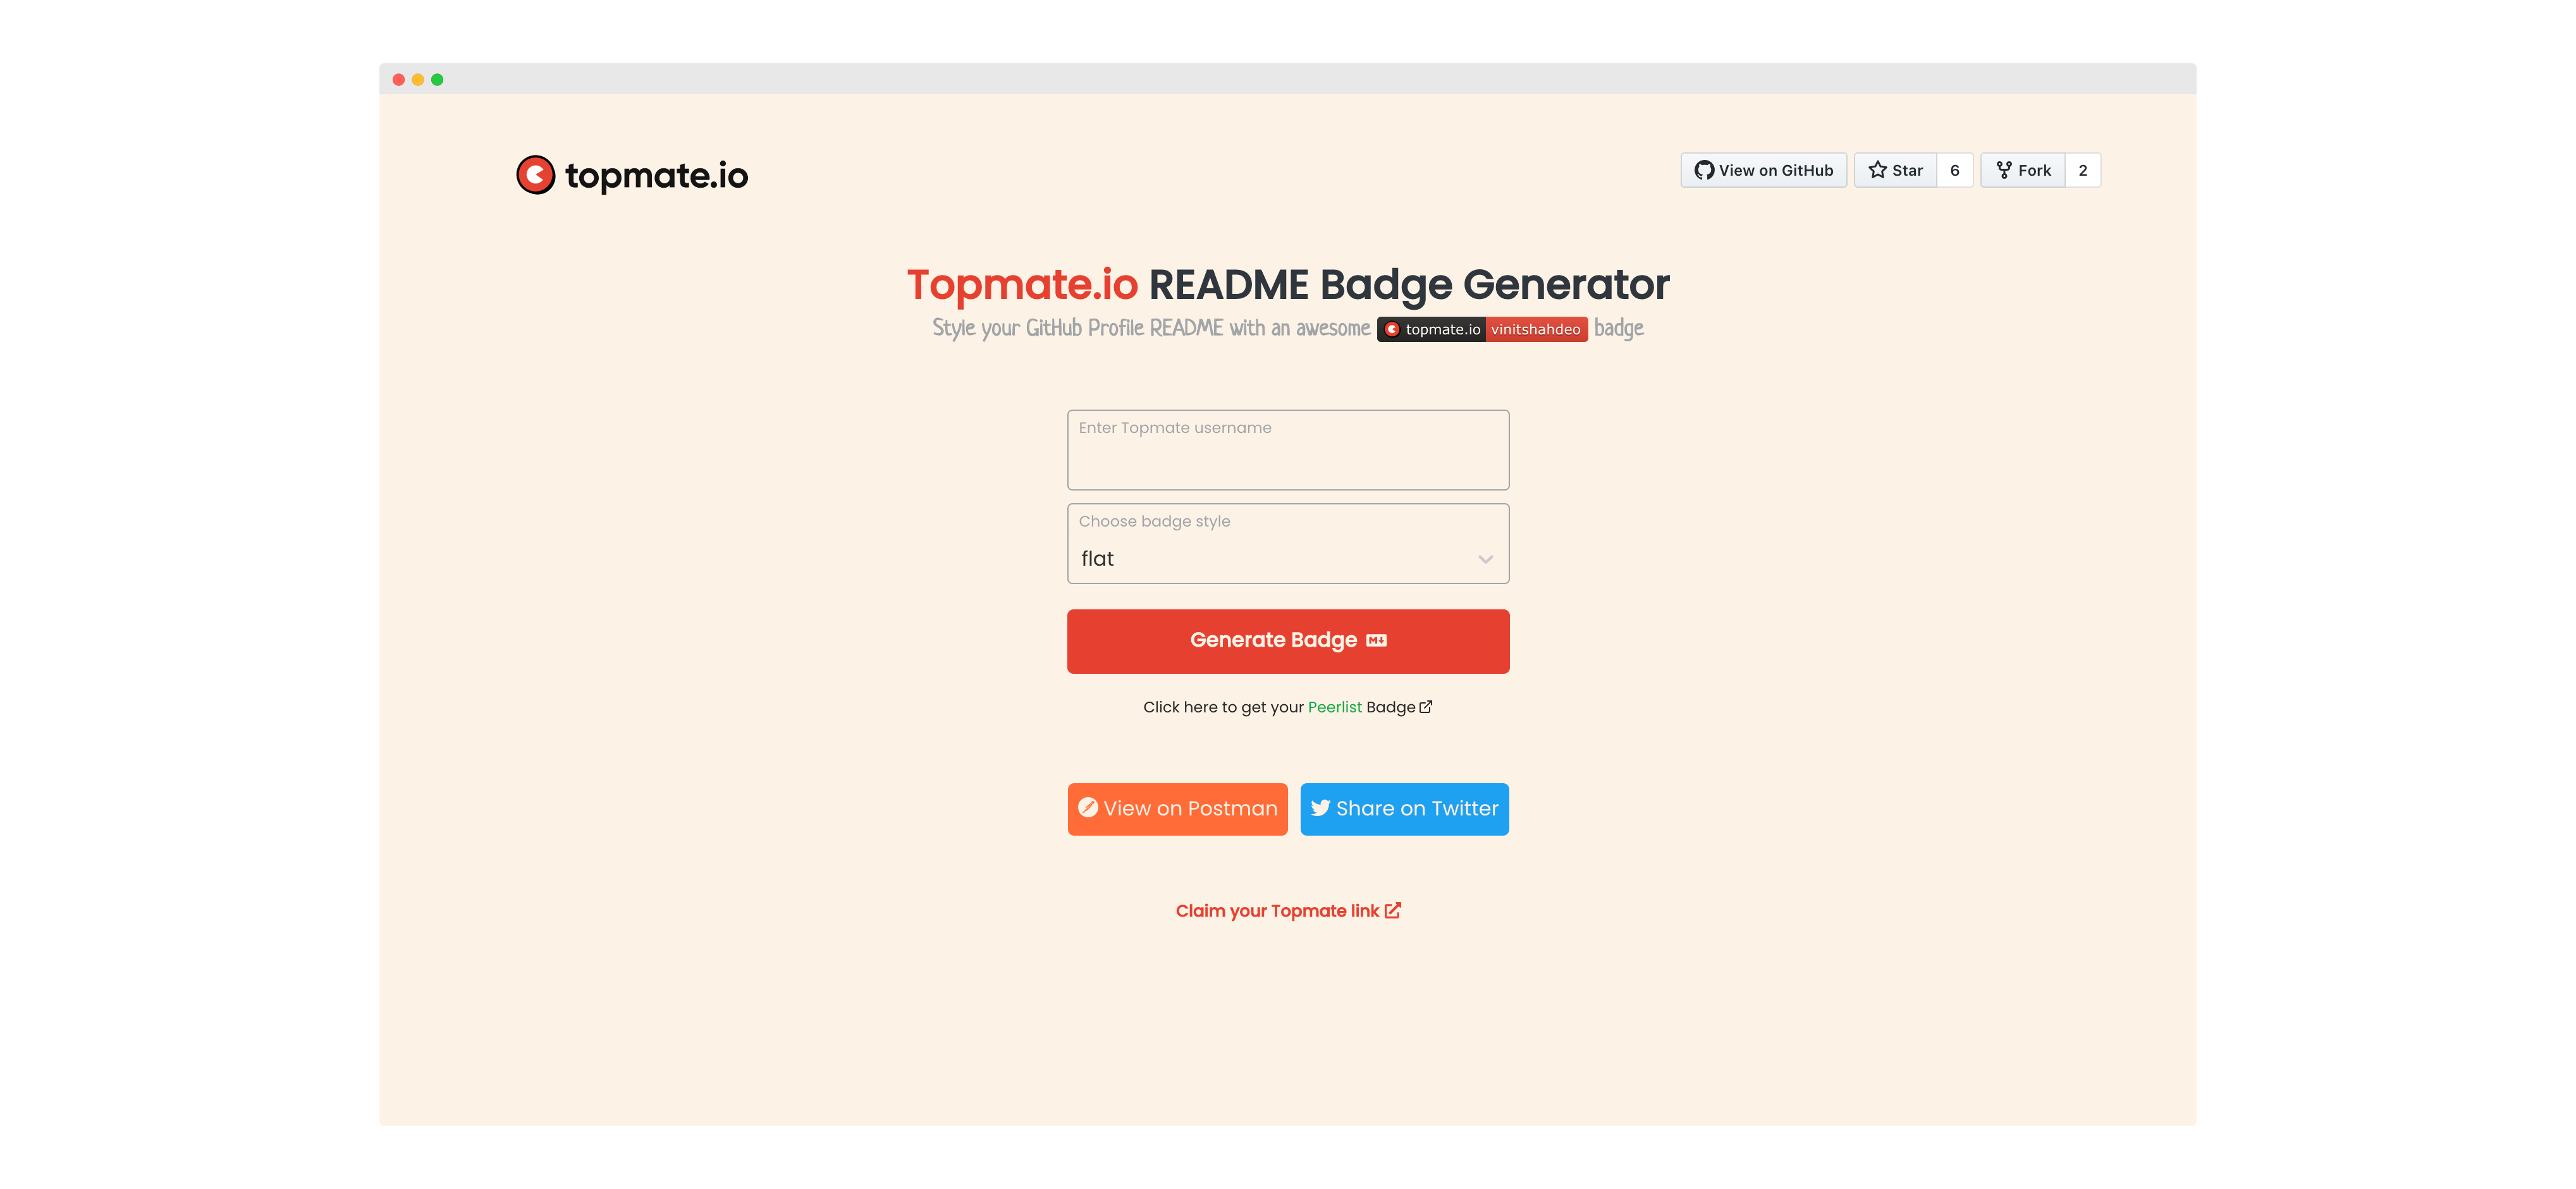 topmate.io
View on GitHub Star 6 Fork 2
Topmate.io README Badge Generator
Style your GitHub Profile README with an awesome topmate.io vinitshahdeo badge
Enter Topmate username
Choose badge style
flat
Generate Badge M
Click here to get your Peerlist Badge
View on Postman Share on Twitter
Claim your Topmate link